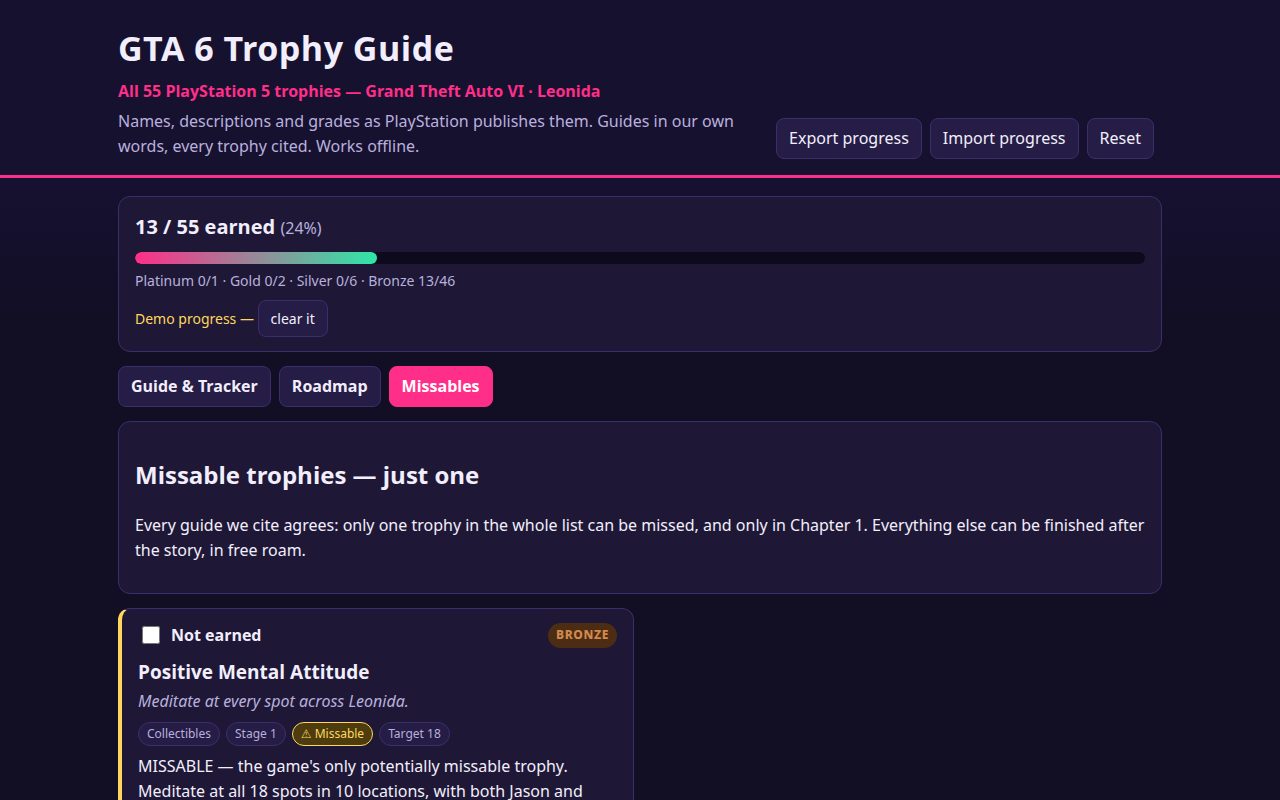 GTA 6 Trophy Guide
All 55 PlayStation 5 trophies — Grand Theft Auto VI · Leonida
Names, descriptions and grades as PlayStation publishes them. Guides in our own
words, every trophy cited. Works offline.
Export progress
Import progress
Reset
13 / 55 earned (24%)
Platinum 0/1 · Gold 0/2 · Silver 0/6 · Bronze 13/46
Demo progress — clear it
Guide & Tracker
Roadmap
Missables
Missable trophies — just one
Every guide we cite agrees: only one trophy in the whole list can be missed, and only in Chapter 1. Everything else can be finished after
the story, in free roam.
Not earned
BRONZE
Positive Mental Attitude
Meditate at every spot across Leonida.
Collectibles
Stage 1
⚠ Missable
Target 18
MISSABLE — the game's only potentially missable trophy.
Meditate at all 18 spots in 10 locations, with both Jason and